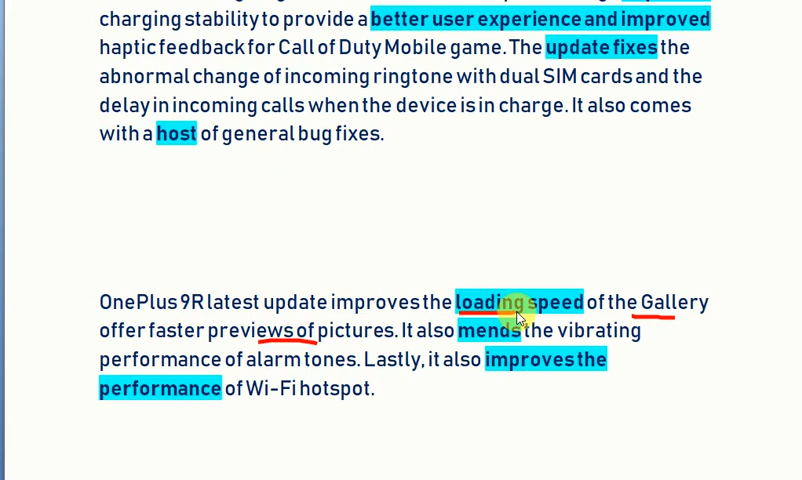 charging stability to provide a better user experience and improved
haptic feedback for Call of Duty Mobile game. The update fixes the
abnormal change of incoming ringtone with dual SIM cards and the
delay in incoming calls when the device is in charge. It also comes
with a host of general bug fixes.
OnePlus 9R latest update improves the loading speed of the Gallery
offer faster previews of pictures. It also mends the vibrating
performance of alarm tones. Lastly, it also improves the
performance of Wi-Fi hotspot.